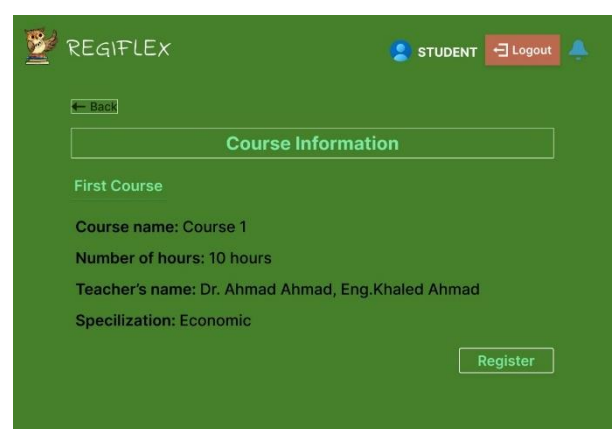 REGIFLEX
STUDENT
Logout
Back
Course Information
First Course
Course name: Course 1
Number of hours: 10 hours
Teacher's name: Dr. Ahmad Ahmad, Eng.Khaled Ahmad
Specilization: Economic
Register